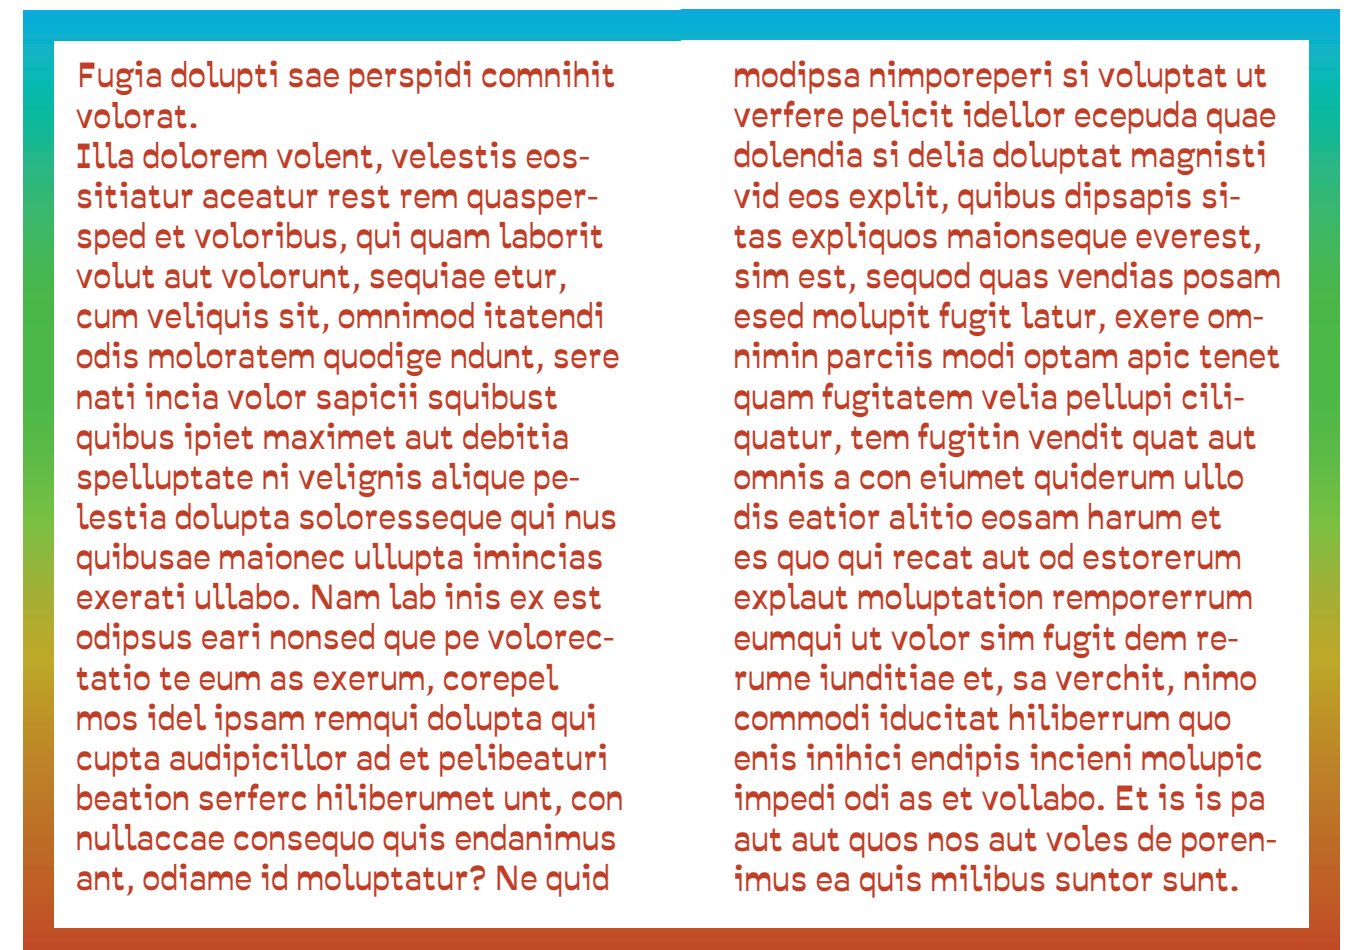 Fugia dolupti sae perspidi comnihit
volorat.
Illa dolorem volent, velestis eos-
sitiatur aceatur rest rem quasper-
sped et voloribus, qui quam laborit
volut aut volorunt, sequiae etur,
cum veliquis sit, omnimod itatendi
odis moloratem quodige ndunt, sere
nati incia volor sapicii squibust
quibus ipiet maximet aut debitia
spelluptate ni velignis alique pe-
lestia dolupta soloresseque qui nus
quibusae maionec ullupta imincias
exerati ullabo. Nam lab inis ex est
odipsus eari nonsed que pe volorec-
tatio te eum as exerum, corepel
mos idel ipsam remqui dolupta qui
cupta audipicillor ad et pelibeaturi
beation serferc hiliberumet unt, con
nullaccae consequo quis endanimus
ant, odiame id moluptatur? Ne quid
modipsa nimporeperi si voluptat ut
verfere pelicit idellor ecepuda quae
dolendia si delia doluptat magnisti
vid eos explit, quibus dipsapis si-
tas expliquos maionseque everest,
sim est, sequod quas vendias posam
esed molupit fugit latur, exere om-
nimin parciis modi optam apic tenet
quam fugitatem velia pellupi cili-
quatur, tem fugitin vendit quat aut
omnis a con eiumet quiderum ullo
dis eatior alitio eosam harum et
es quo qui recat aut od estorerum
explaut moluptation remporerrum
eumqui ut volor sim fugit dem re-
rume iunditiae et, sa verchit, nimo
commodi iducitat hiliberrum quo
enis inihici endipis incieni molupic
impedi odi as et vollabo. Et is is pa
aut aut quos nos aut voles de poren-
imus ea quis milibus suntor sunt.